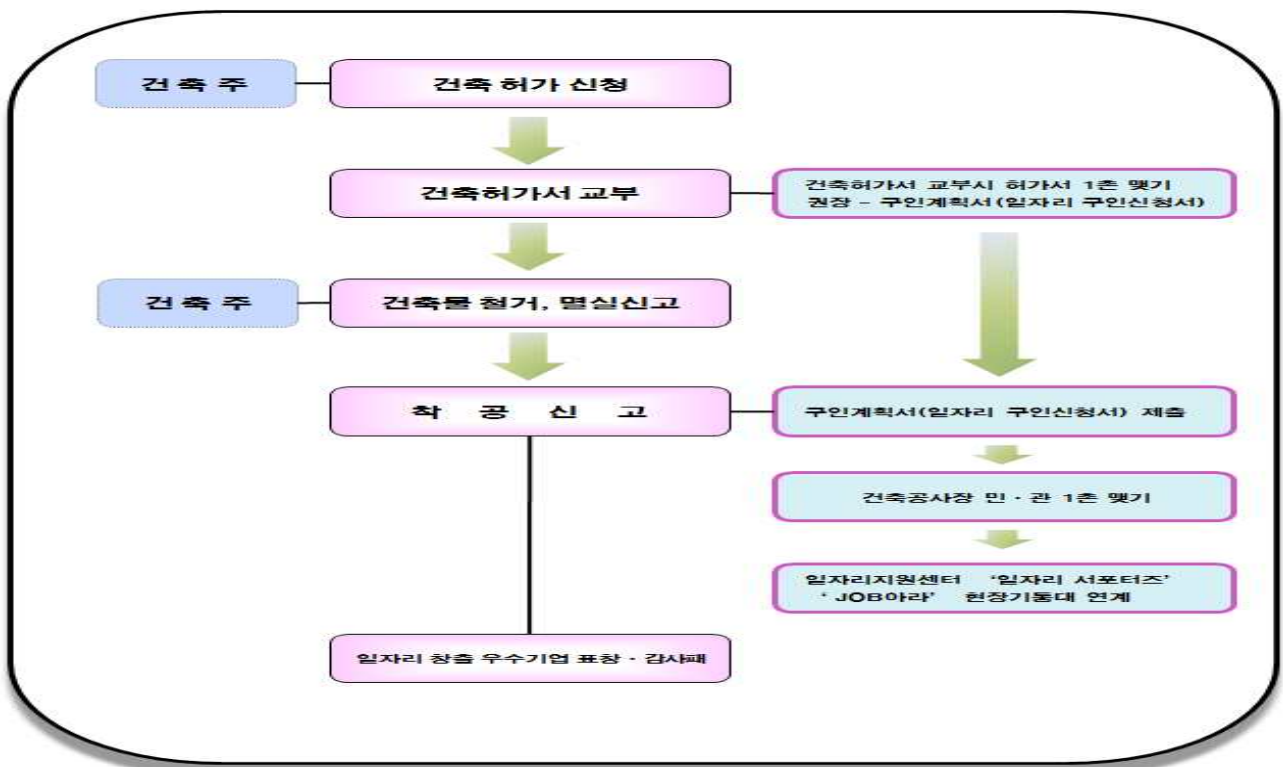 건 축 주
건축 허가 신청
건축허가서 교부
건축허가서 교부시 허가서 1촌 맺기
권장 - 구인계획서(일자리 구인신청서)
건 축 주
건축물 철거, 멸실신고
착 공 신 고
구인계획서(일자리 구인신청서) 제출
건축공사장 민 · 관 1촌 맺기
일자리지원센터 ‘일자리 서포터즈’
‘ JOB아라’ 현장기동대 연계
일자리 창출 우수기업 표창 · 감사패